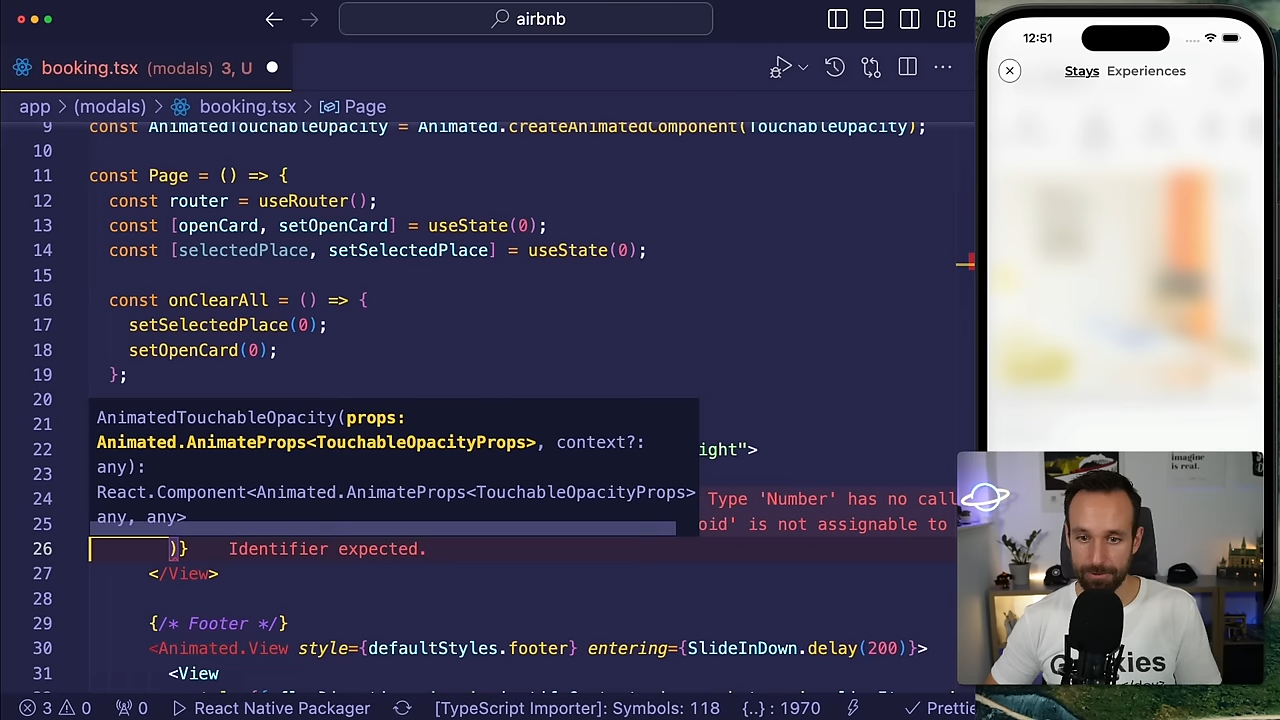 airbnb
booking.tsx (modals) 3, U
app > (modals) > booking.tsx > Page
9 const AnimatedTouchableOpacity = Animated.createAnimatedComponent(TouchableOpacity);
10
11 const Page = () => {
12 const router = useRouter();
13 const [openCard, setOpenCard] = useState(0);
14 const [selectedPlace, setSelectedPlace] = useState(0);
15
16 const onClearAll = () => {
17 setSelectedPlace(0);
18 setOpenCard(0);
19 };
20
21
22 ight">
23
24 Type 'Number' has no call
25 oid' is not assignable to
AnimatedTouchableOpacity(props:
Animated.AnimateProps<TouchableOpacityProps>, context?:
any):
React.Component<Animated.AnimateProps<TouchableOpacityProps>
any, any>
26 )} Identifier expected.
27 </View>
28
29 {/* Footer */}
30 <Animated.View style={defaultStyles.footer} entering={SlideInDown.delay(200)}>
31 <View
3 0 0 React Native Packager [TypeScript Importer]: Symbols: 118 {..} : 1970 Prettie
12:51
Stays Experiences
imagine
is real.